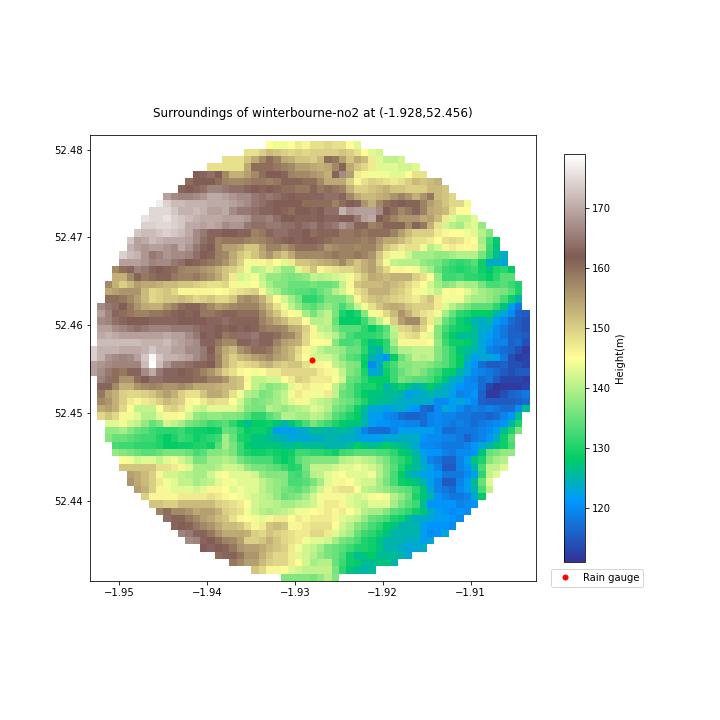 Surroundings of winterbourne-no2 at (-1.928,52.456)
52.48
52.47
52.46
52.45
52.44
−1.95 −1.94 −1.93 −1.92 −1.91
170
160
150
140
130
120
Height(m)
Rain gauge